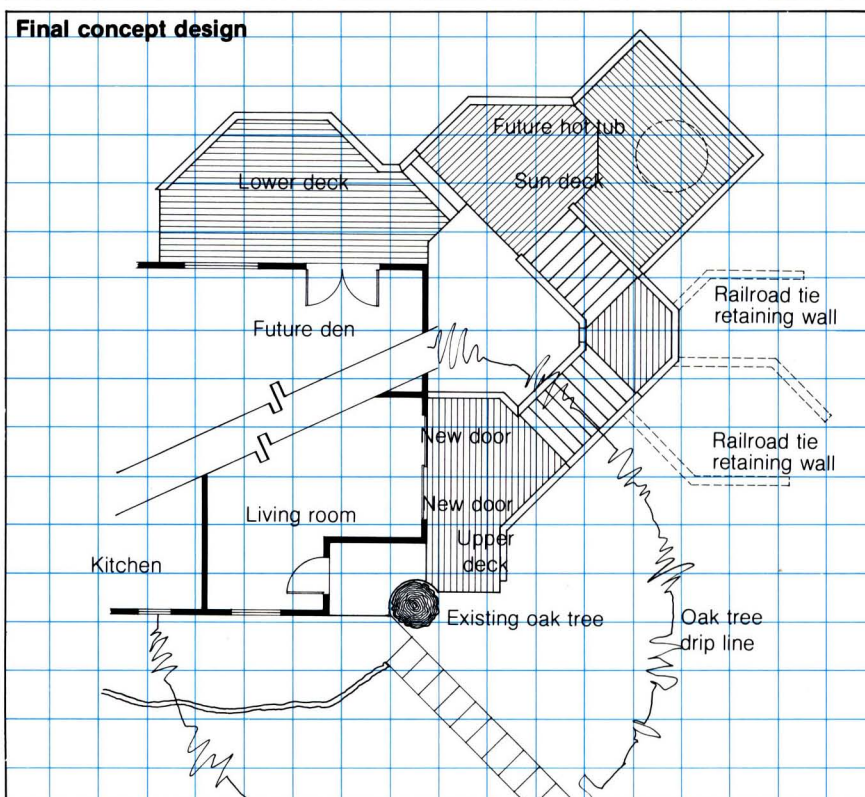 Final concept design
Future hot tub
Lower deck
Sun deck
Railroad tie
retaining wall
Future den
New door
Railroad tie
retaining wall
New door
Living room
Upper
deck
Kitchen
Existing oak tree
Oak tree
drip line